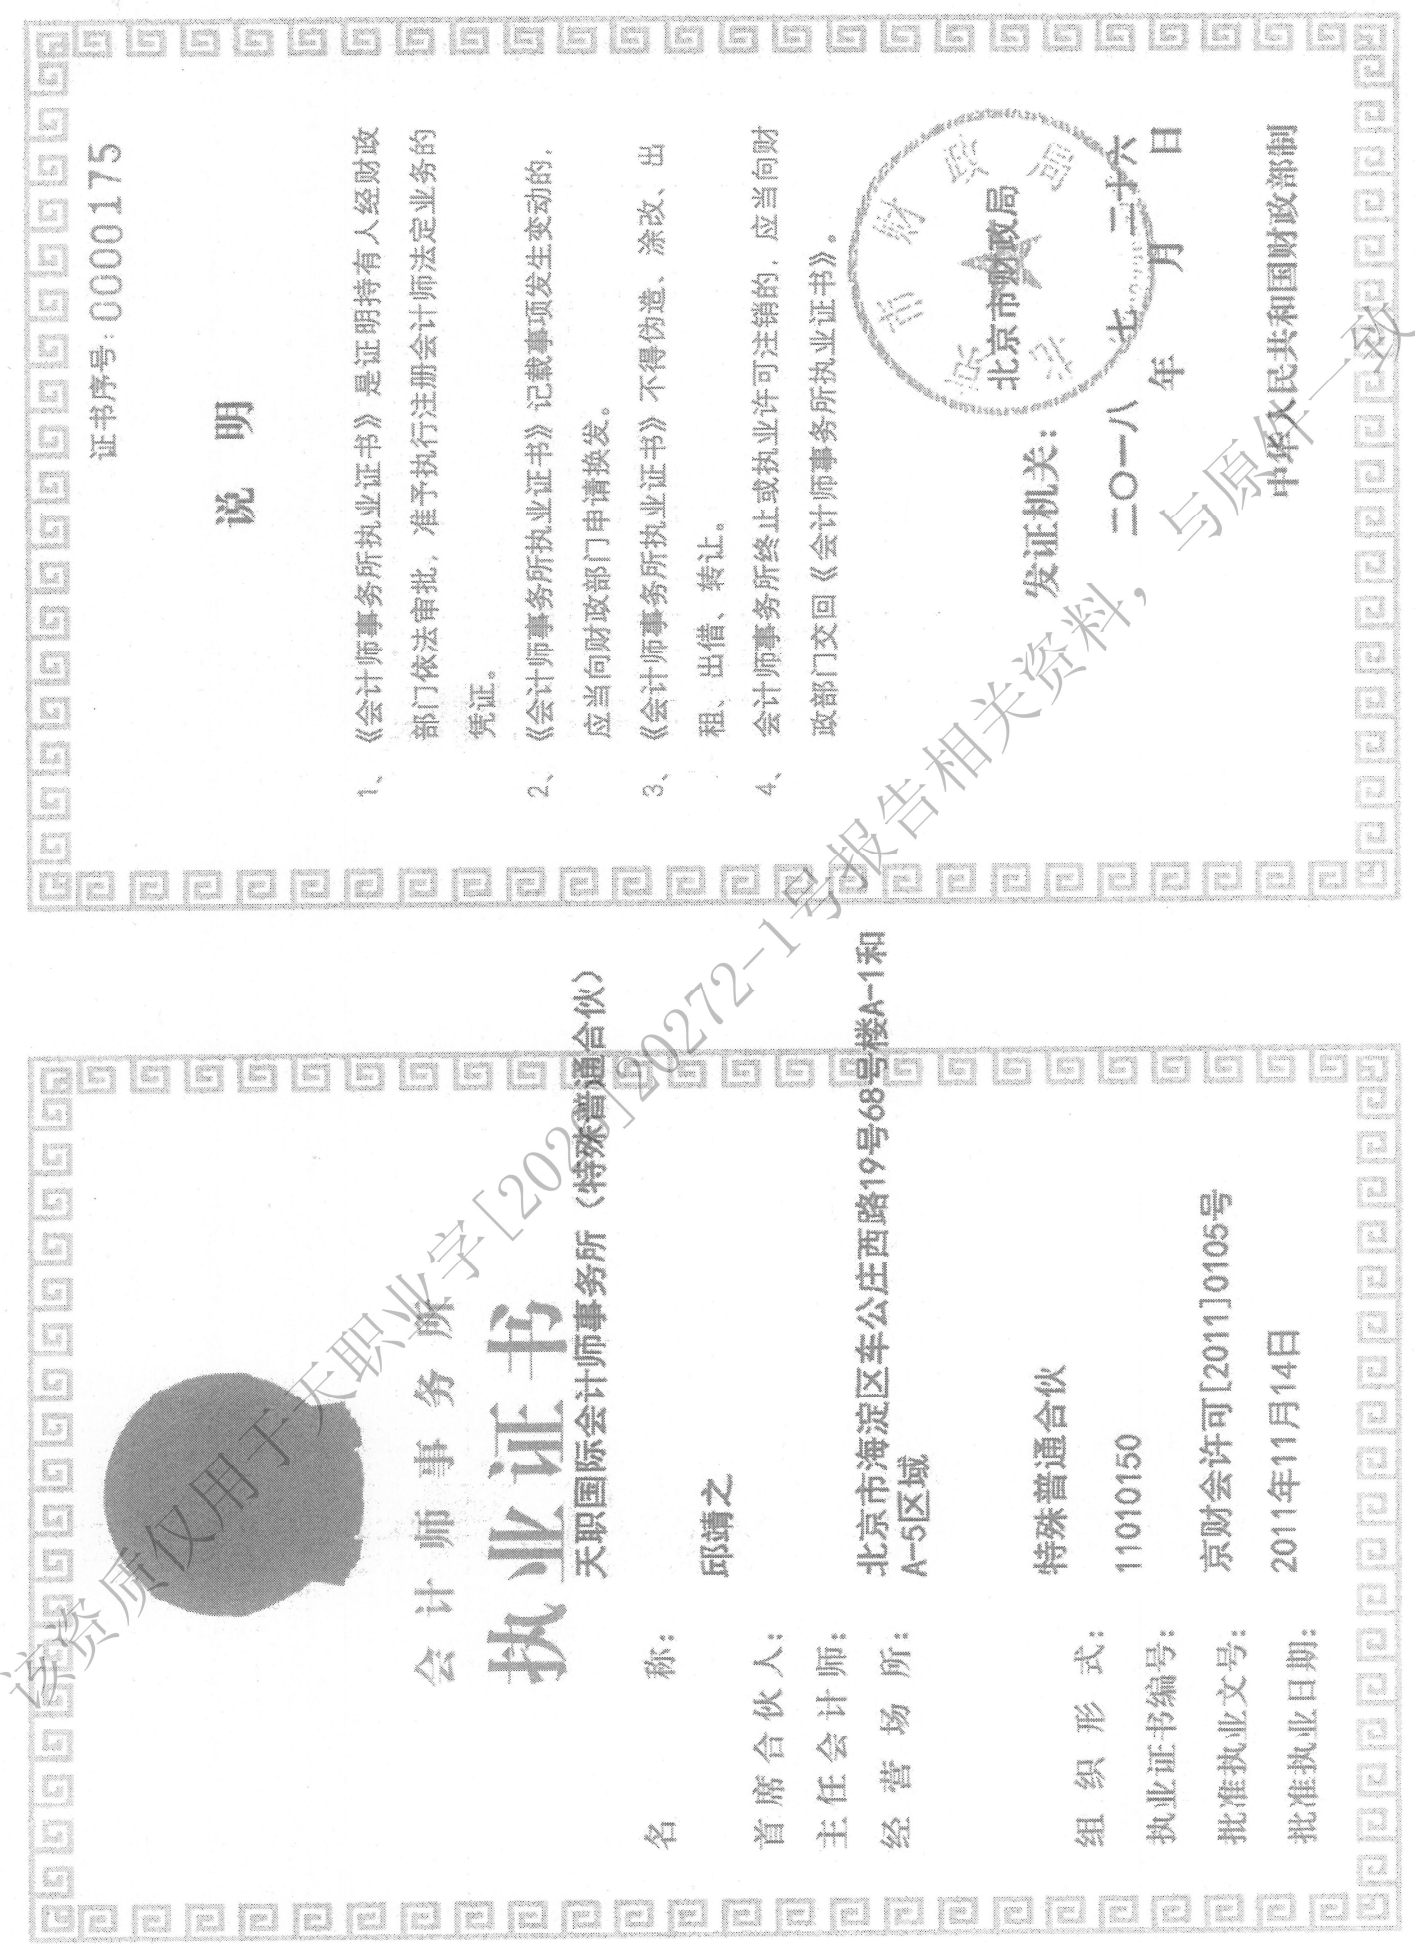 会计师事务所
执业证书
名 称：
天职国际会计师事务所（特殊普通合伙）
首席合伙人：
邱靖之
主任会计师：
经营场所：
北京市海淀区车公庄西路19号68号楼A-1和
A-5区域
组织形式：
特殊普通合伙
执业证书编号：
11010150
批准执业文号：
京财会许可[2011]0105号
批准执业日期：
2011年11月14日
证书序号：0000175
说 明
1、《会计师事务所执业证书》是证明持有人经财政
部门依法审批，准予执行注册会计师法定业务的
凭证。
2、《会计师事务所执业证书》记载事项发生变动的，
应当向财政部门申请换发。
3、《会计师事务所执业证书》不得伪造、涂改、出
租、出借、转让。
4、会计师事务所终止或执业许可注销的，应当向财
政部门交回《会计师事务所执业证书》。
发证机关：
北京市财政局
北京市财政局
二〇一八年七月二十六日
中华人民共和国财政部制
该资质仅用于天职业字[2020]20272-1号报告相关资料，与原件一致